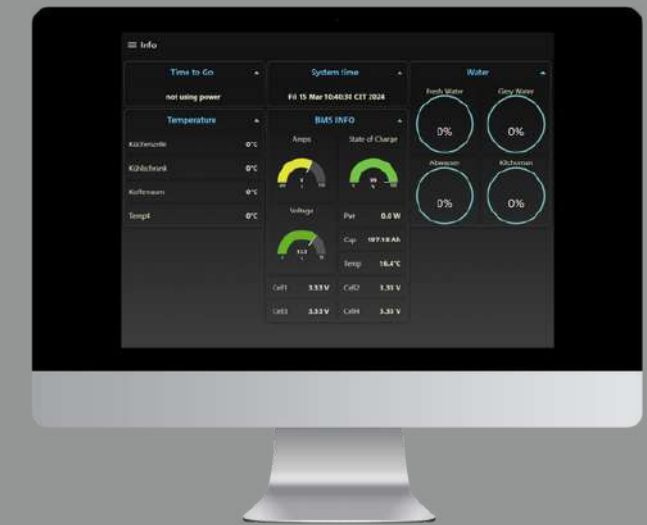 ≡ Info
Time to Go
not using power
Temperature
Küchenzeile 0°C
Kühlschrank 0°C
Kofferraum 0°C
Temp4 0°C
System time
Fri 15 Mar 10:40:30 CET 2024
BMS INFO
Amps
State of Charge
Voltage
Pwr 0.0 W
Cap 197.18 Ah
Temp 16.4°C
Cell1 3.33 V
Cell2 3.33 V
Cell3 3.33 V
Cell4 3.33 V
Water
Fresh Water
Grey Water
0%
0%
Abwasser
0%
0%